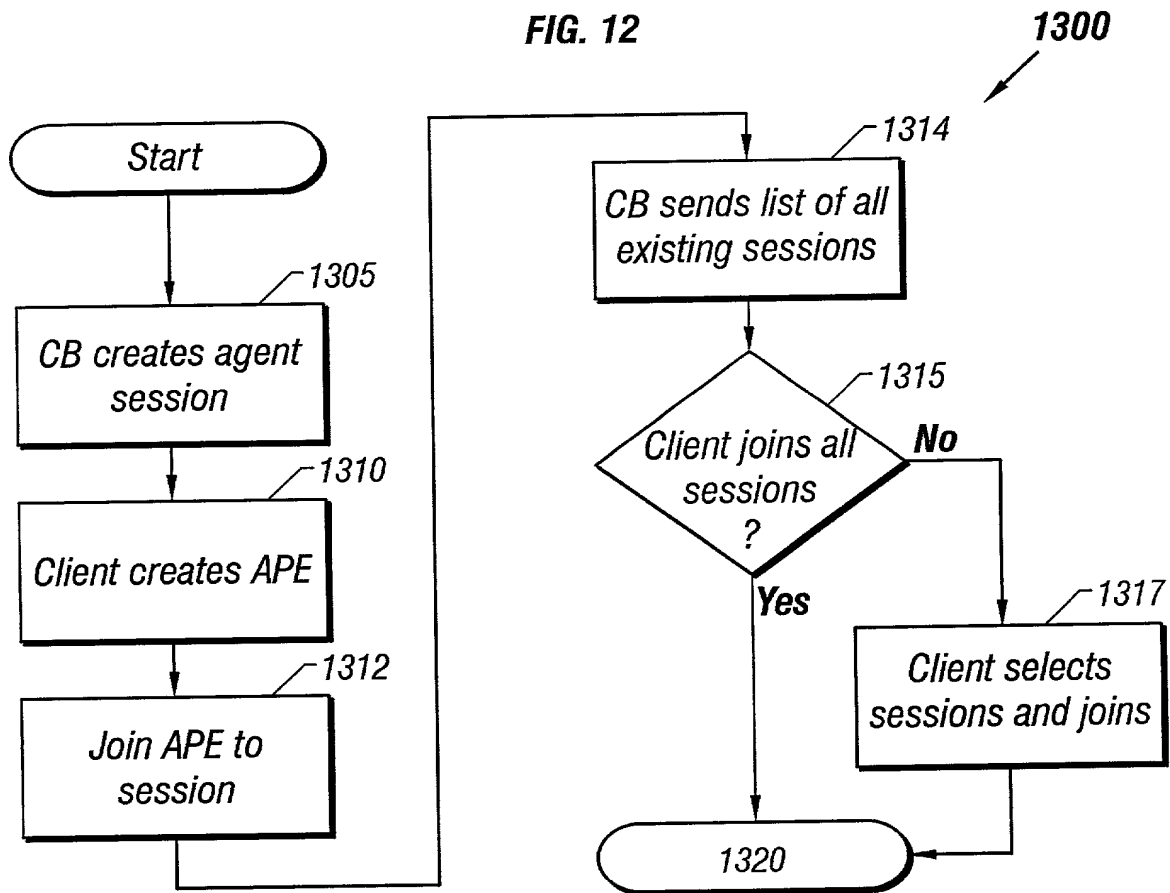 FIG. 12
1300
Start
1305
CB creates agent
session
1310
Client creates APE
1312
Join APE to
session
1314
CB sends list of all
existing sessions
1315
Client joins all
sessions
?
No
Yes
1317
Client selects
sessions and joins
1320